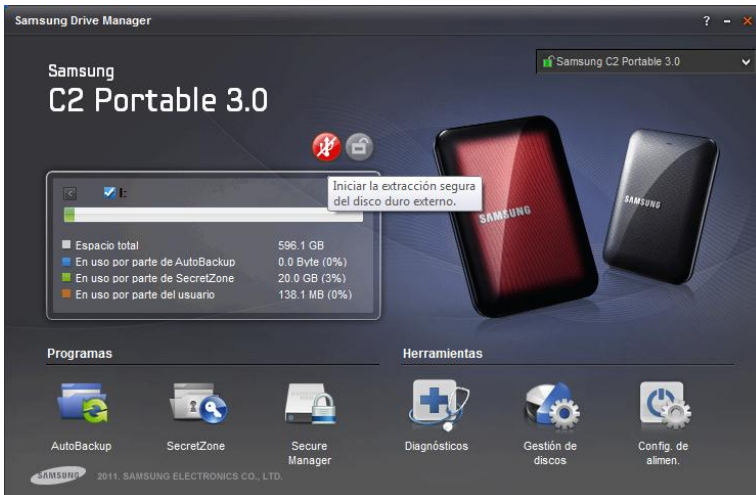 Samsung Drive Manager
? -
Samsung C2 Portable 3.0
Samsung
C2 Portable 3.0
I:
Iniciar la extracción segura
del disco duro externo.
Espacio total 596.1 GB
En uso por parte de AutoBackup 0.0 Byte (0%)
En uso por parte de SecretZone 20.0 GB (3%)
En uso por parte del usuario 138.1 MB (0%)
SAMSUNG
SAMSUNG
Programas
Herramientas
AutoBackup
SecretZone
Secure
Manager
Diagnósticos
Gestión de
discos
Config. de
alimen.
SAMSUNG 2011. SAMSUNG ELECTRONICS CO., LTD.